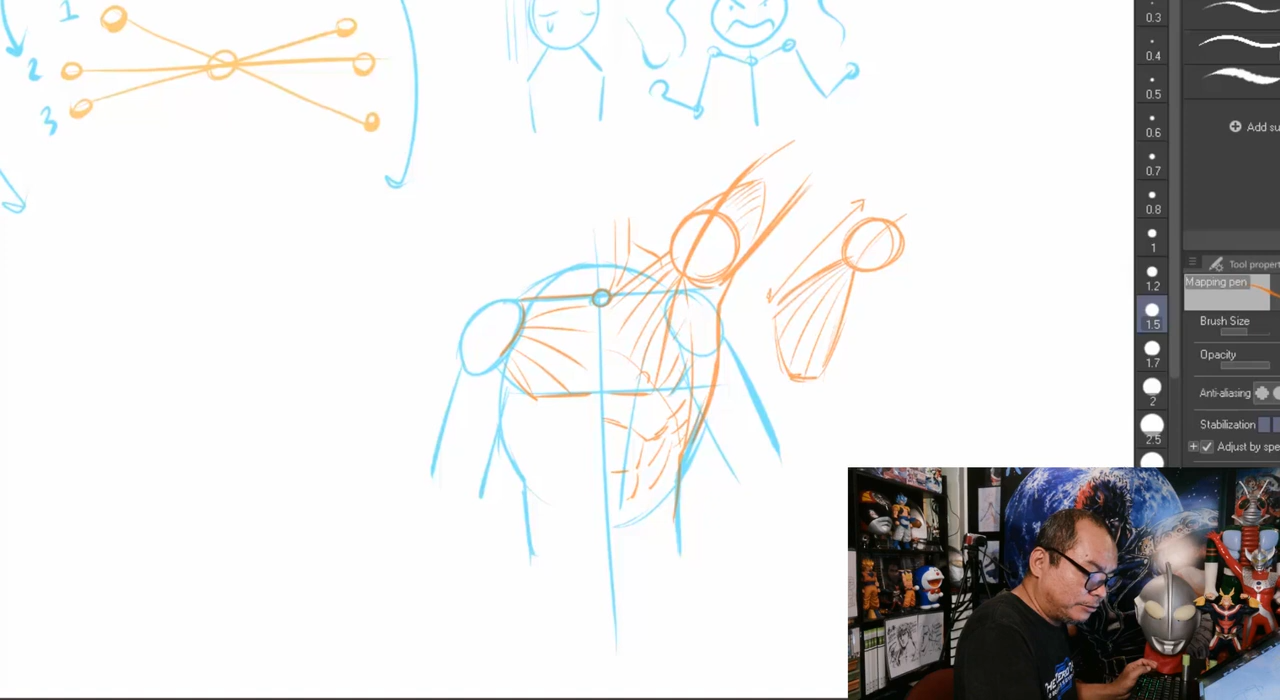 1
2
3
0.3
0.4
0.5
0.6
0.7
0.8
1
1.2
1.5
1.7
2
2.5
Add su
Tool proper
Mapping pen
Brush Size
Opacity
Anti-aliasing
Stabilization
Adjust by spe